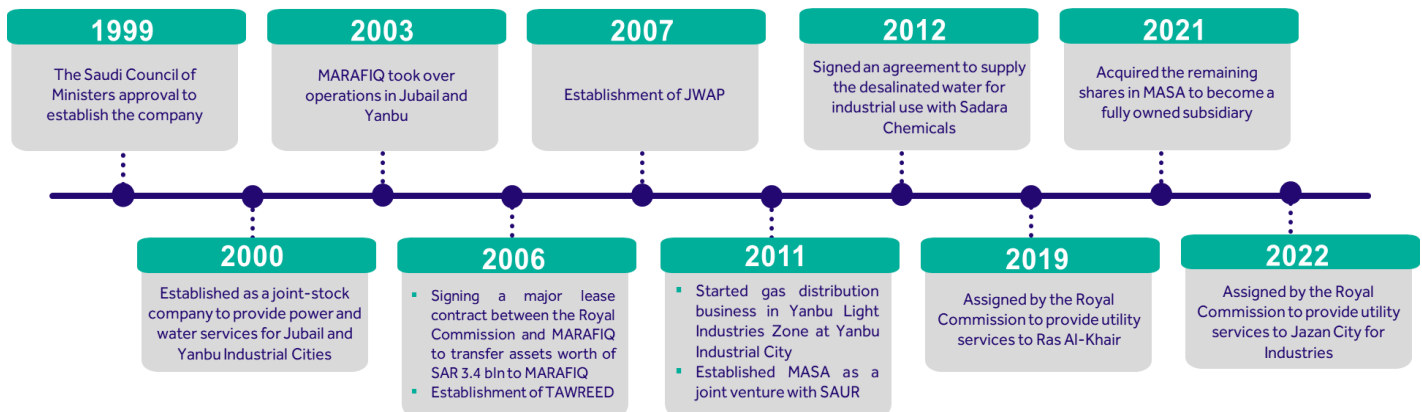 1999
The Saudi Council of
Ministers approval to
establish the company
2003
MARAFIQ took over
operations in Jubail and
Yanbu
2007
Establishment of JWAP
2012
Signed an agreement to supply
the desalinated water for
industrial use with Sadara
Chemicals
2021
Acquired the remaining
shares in MASA to become a
fully owned subsidiary
2000
Established as a joint-stock
company to provide power and
water services for Jubail and
Yanbu Industrial Cities
2006
▪ Signing a major lease
contract between the Royal
Commission and MARAFIQ
to transfer assets worth of
SAR 3.4 bln to MARAFIQ
▪ Establishment of TAWREED
2011
▪ Started gas distribution
business in Yanbu Light
Industries Zone at Yanbu
Industrial City
▪ Established MASA as a
joint venture with SAUR
2019
Assigned by the Royal
Commission to provide utility
services to Ras Al-Khair
2022
Assigned by the Royal
Commission to provide utility
services to Jazan City for
Industries